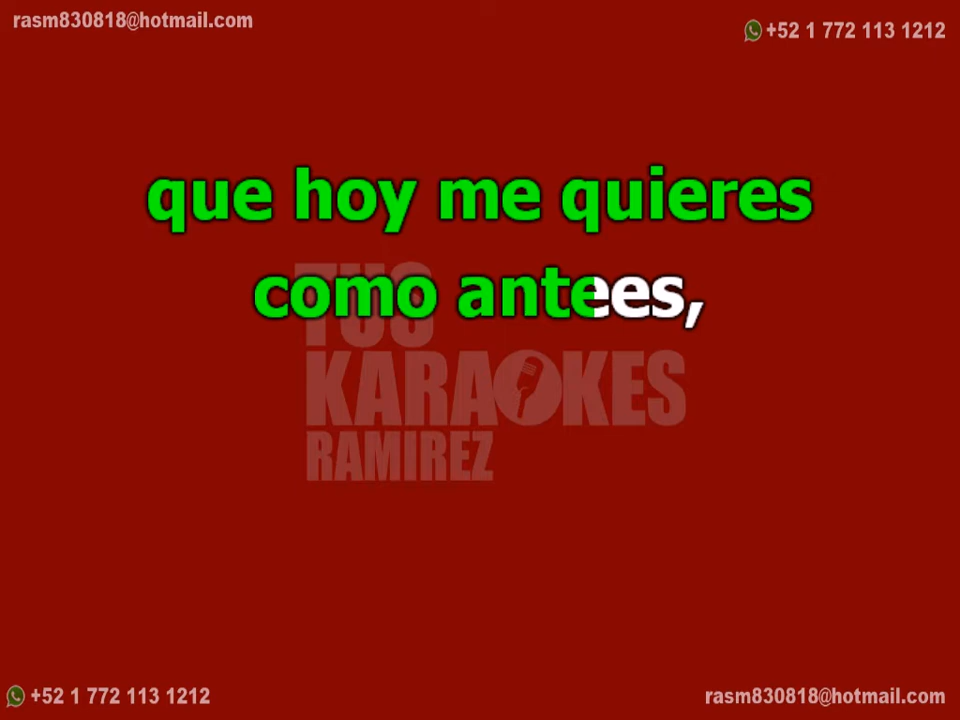 rasm830818@hotmail.com
+52 1 772 113 1212
que hoy me quieres
como antees,
TUS
KARAOKES
RAMIREZ
+52 1 772 113 1212
rasm830818@hotmail.com